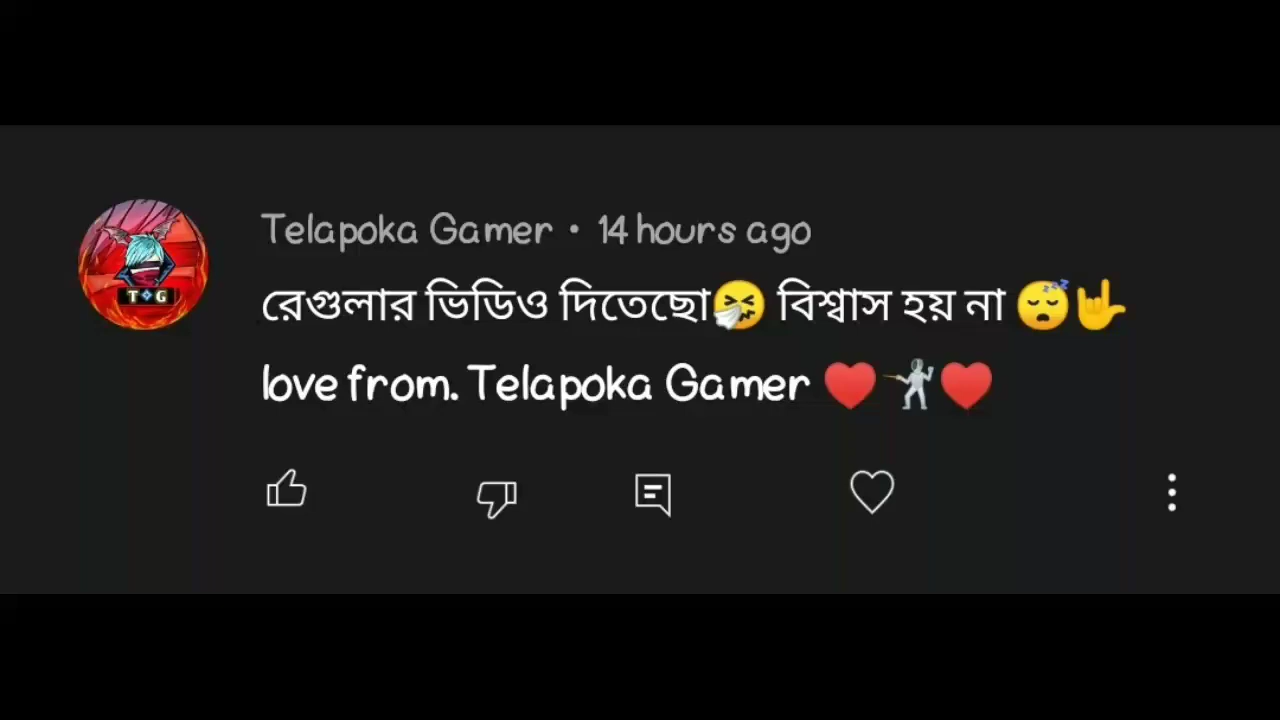 Telapoka Gamer • 14 hours ago
রেগুলার ভিডিও দিতেছো🤧 বিশ্বাস হয় না 😴🤟
love from. Telapoka Gamer ♥️🤺♥️
T G